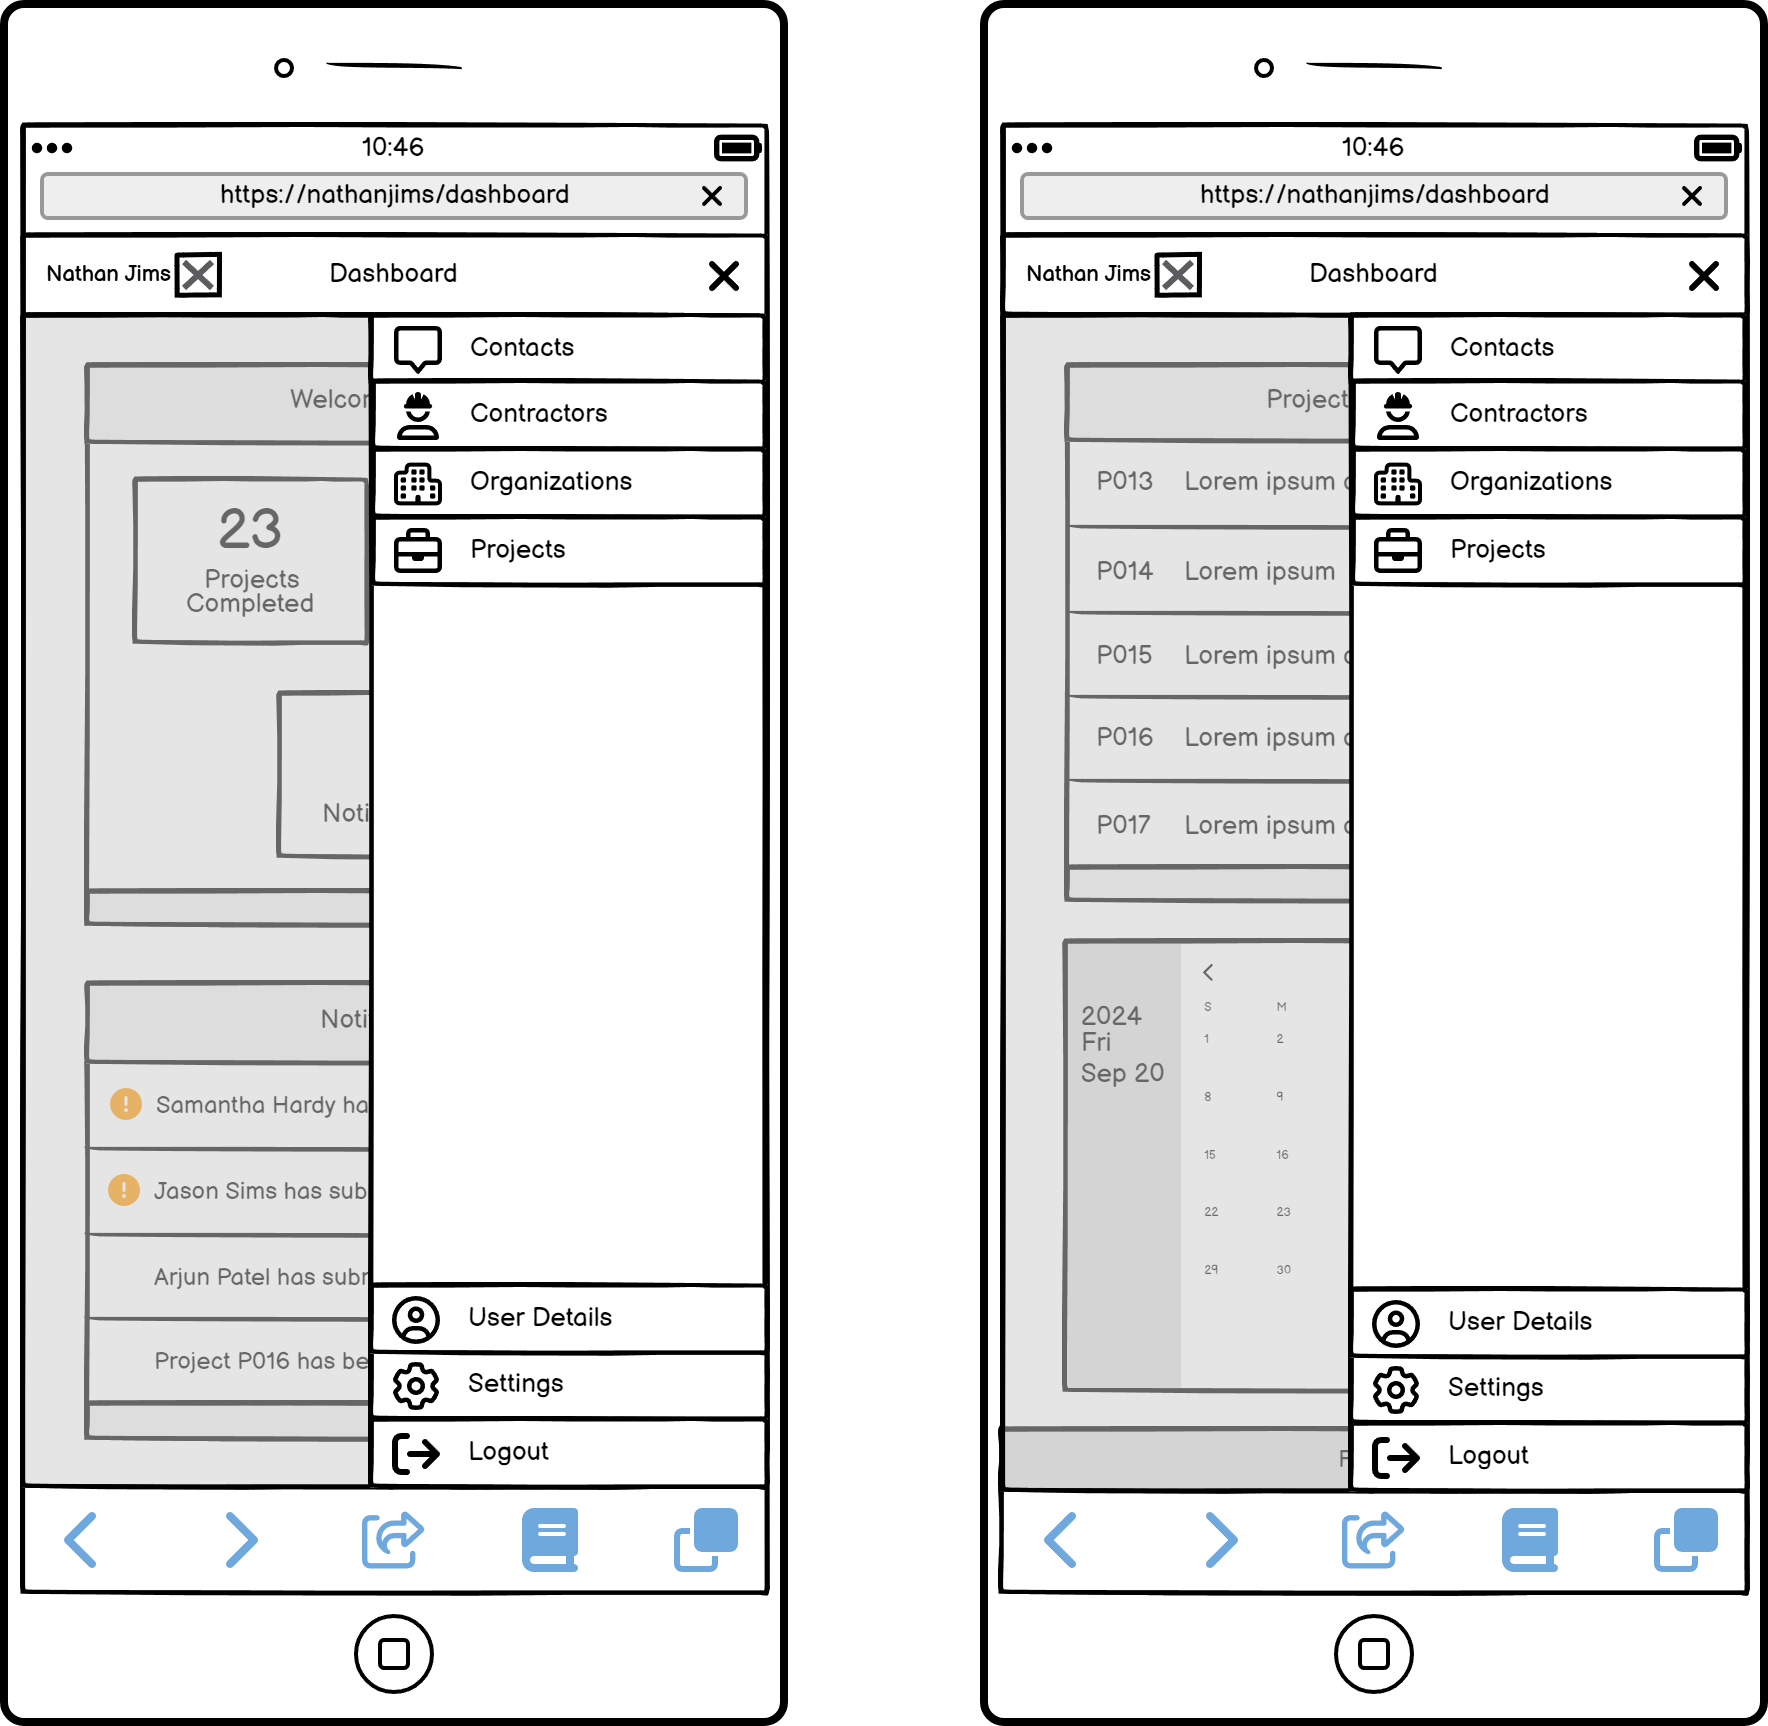 10:46
https://nathanjims/dashboard
Nathan Jims
Dashboard
Contacts
Contractors
Organizations
Projects
Welcom
23
Projects
Completed
Noti
Noti
! Samantha Hardy ha
! Jason Sims has sub
Arjun Patel has subm
Project P016 has be
User Details
Settings
Logout
10:46
https://nathanjims/dashboard
Nathan Jims
Dashboard
Contacts
Contractors
Organizations
Projects
Project
P013 Lorem ipsum
P014 Lorem ipsum
P015 Lorem ipsum
P016 Lorem ipsum
P017 Lorem ipsum
2024
Fri
Sep 20
S M
1 2
8 9
15 16
22 23
29 30
F
User Details
Settings
Logout